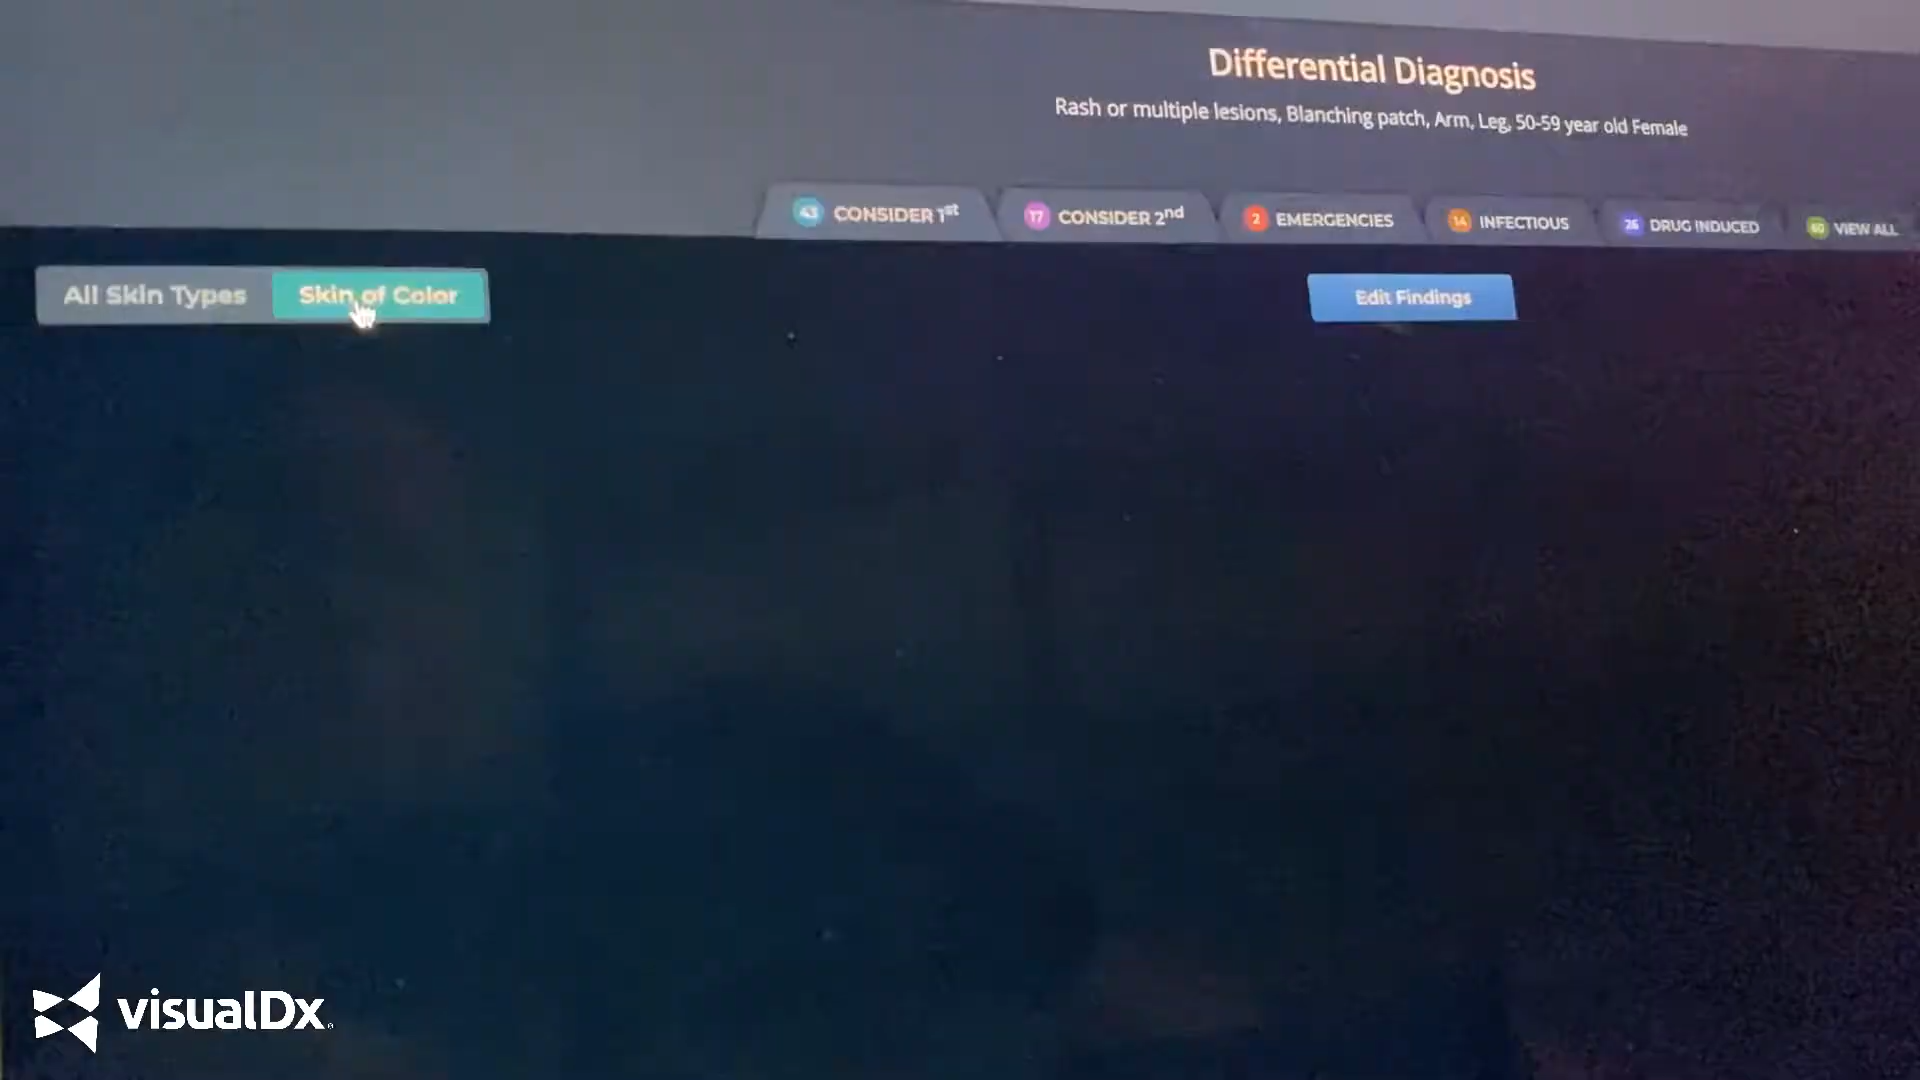 Differential Diagnosis
Rash or multiple lesions, Blanching patch, Arm, Leg, 50-59 year old Female
43 CONSIDER 1st
17 CONSIDER 2nd
2 EMERGENCIES
14 INFECTIOUS
26 DRUG INDUCED
60 VIEW ALL
All Skin Types
Skin of Color
Edit Findings
visualDx